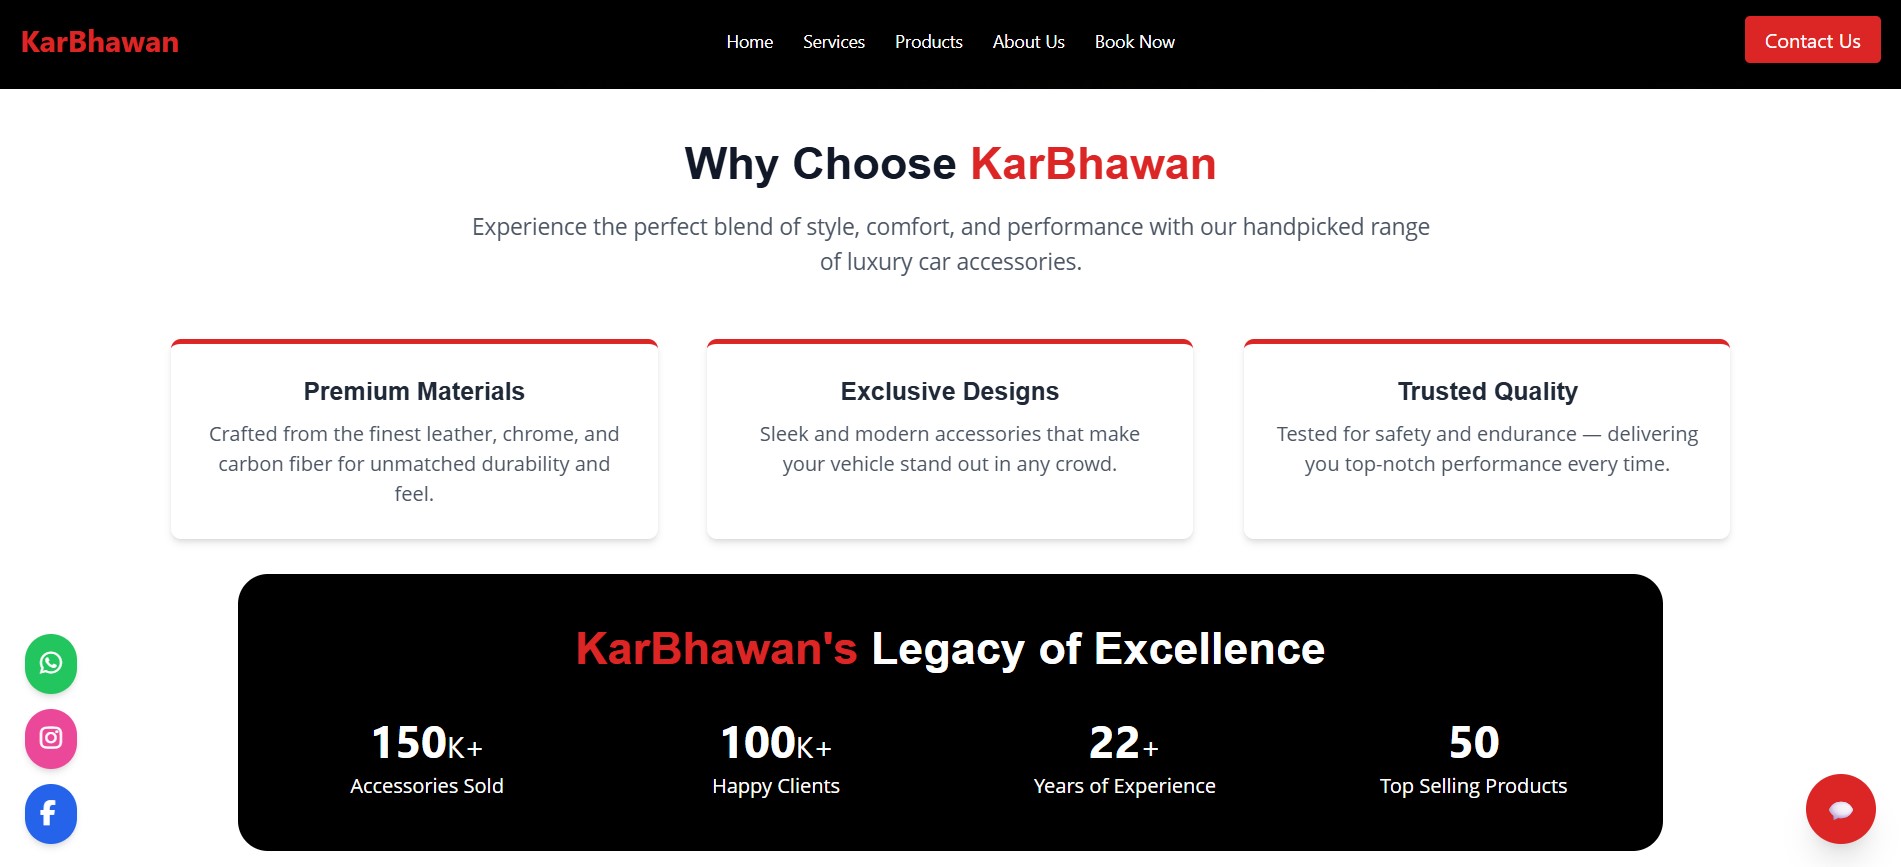 KarBhawan
Home Services Products About Us Book Now
Contact Us
Why Choose KarBhawan
Experience the perfect blend of style, comfort, and performance with our handpicked range
of luxury car accessories.
Premium Materials
Crafted from the finest leather, chrome, and
carbon fiber for unmatched durability and
feel.
Exclusive Designs
Sleek and modern accessories that make
your vehicle stand out in any crowd.
Trusted Quality
Tested for safety and endurance — delivering
you top-notch performance every time.
KarBhawan's Legacy of Excellence
150K+
Accessories Sold
100K+
Happy Clients
22+
Years of Experience
50
Top Selling Products